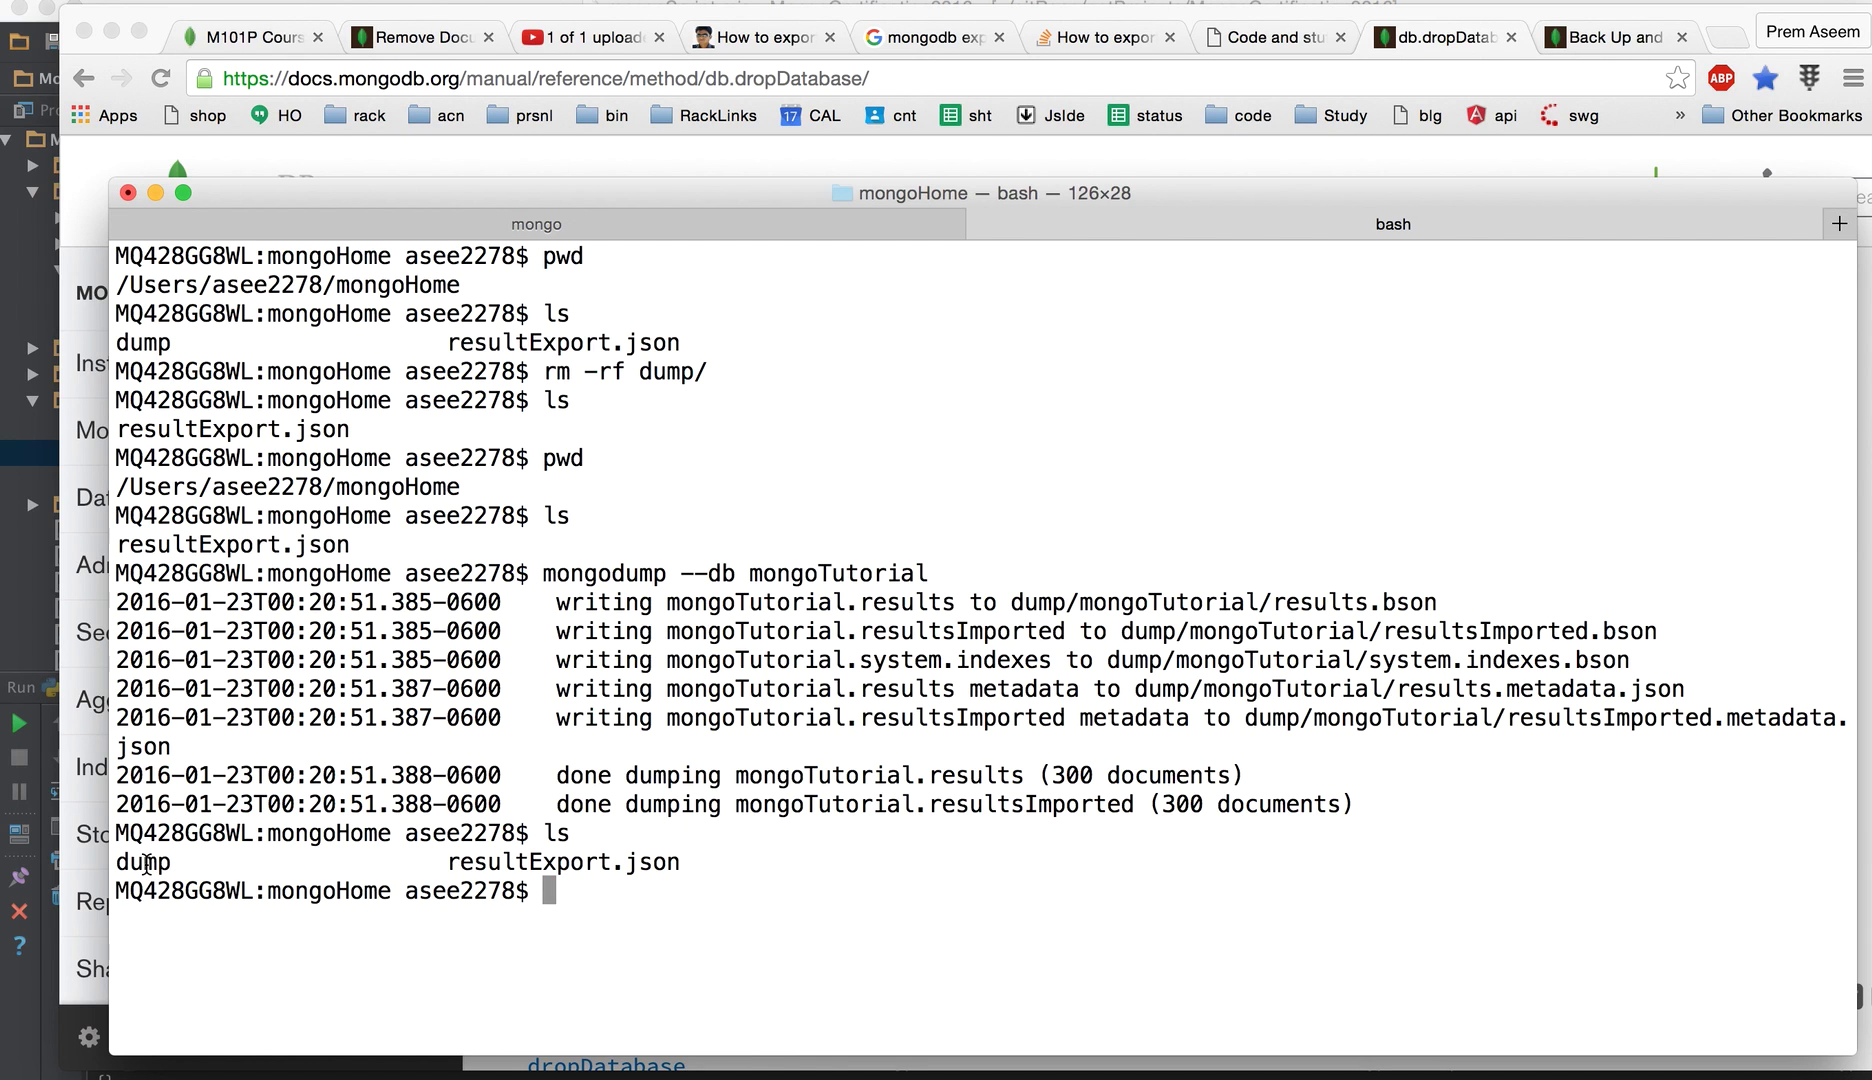 M101P Cours
Remove Docu
1 of 1 upload
How to expor
mongodb exp
How to expor
Code and stu
db.dropDatab
Back Up and
Prem Aseem
https://docs.mongodb.org/manual/reference/method/db.dropDatabase/
ABP
Apps shop HO rack acn prsnl bin RackLinks 17 CAL cnt sht JsIde status code Study blg api swg » Other Bookmarks
mongoHome — bash — 126×28
mongo
bash
+
MQ428GG8WL:mongoHome asee2278$ pwd
/Users/asee2278/mongoHome
MQ428GG8WL:mongoHome asee2278$ ls
dump resultExport.json
MQ428GG8WL:mongoHome asee2278$ rm -rf dump/
MQ428GG8WL:mongoHome asee2278$ ls
resultExport.json
MQ428GG8WL:mongoHome asee2278$ pwd
/Users/asee2278/mongoHome
MQ428GG8WL:mongoHome asee2278$ ls
resultExport.json
MQ428GG8WL:mongoHome asee2278$ mongodump --db mongoTutorial
2016-01-23T00:20:51.385-0600 writing mongoTutorial.results to dump/mongoTutorial/results.bson
2016-01-23T00:20:51.385-0600 writing mongoTutorial.resultsImported to dump/mongoTutorial/resultsImported.bson
2016-01-23T00:20:51.385-0600 writing mongoTutorial.system.indexes to dump/mongoTutorial/system.indexes.bson
2016-01-23T00:20:51.387-0600 writing mongoTutorial.results metadata to dump/mongoTutorial/results.metadata.json
2016-01-23T00:20:51.387-0600 writing mongoTutorial.resultsImported metadata to dump/mongoTutorial/resultsImported.metadata.
json
2016-01-23T00:20:51.388-0600 done dumping mongoTutorial.results (300 documents)
2016-01-23T00:20:51.388-0600 done dumping mongoTutorial.resultsImported (300 documents)
MQ428GG8WL:mongoHome asee2278$ ls
dump resultExport.json
MQ428GG8WL:mongoHome asee2278$
MO
Inst
Mo
Dat
Adr
Sec
Agg
Ind
Sto
Rep
Sha
Run
dropDatabase